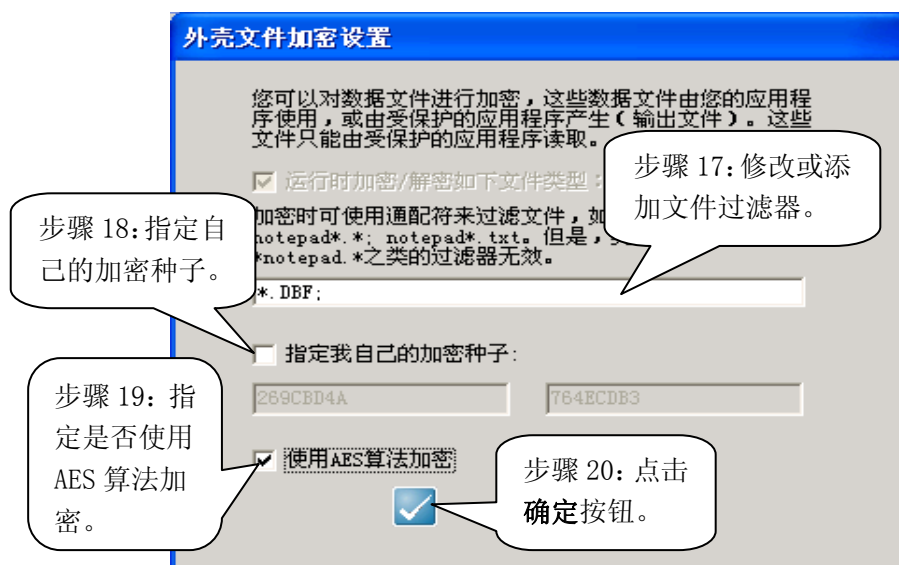 外壳文件加密设置
您可以对数据文件进行加密，这些数据文件由您的应用程
序使用，或由受保护的应用程序产生(输出文件)。这些
文件只能由受保护的应用程序读取。
步骤 17：修改或添
加文件过滤器。
运行时加密/解密如下文件类型：
步骤 18：指定自
己的加密种子。
加密时可使用通配符来过滤文件，如
notepad*.*; notepad*.txt。但是，
*notepad.*之类的过滤器无效。
*.DBF;
指定我自己的加密种子：
步骤 19：指
定是否使用
AES 算法加
密。
269CBD4A
764ECDB3
使用AES算法加密
步骤 20：点击
确定按钮。